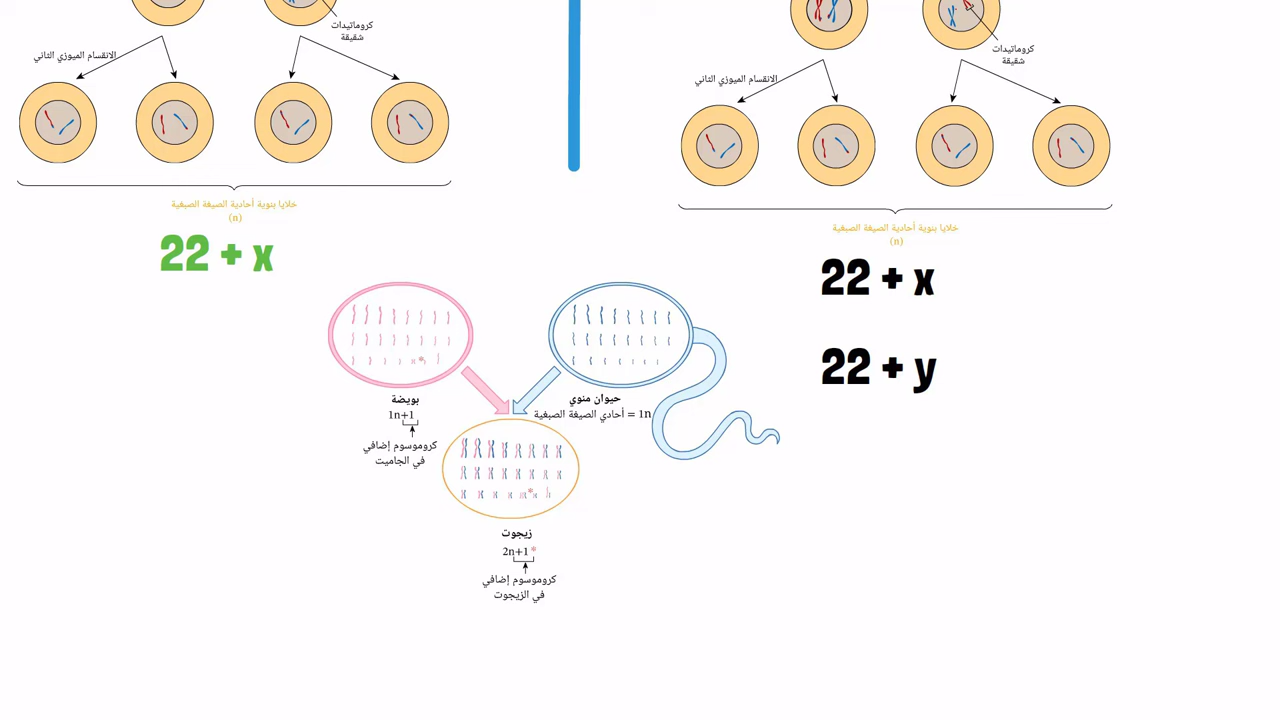 كروماتيدات
شقيقة
الانقسام الميوزي الثاني
خلايا بنوية أحادية الصيغة الصبغية
(n)
22 + x
كروماتيدات
شقيقة
الانقسام الميوزي الثاني
خلايا بنوية أحادية الصيغة الصبغية
(n)
22 + x
22 + y
بويضة
1n+1
كروموسوم إضافي
في الجاميت
حيوان منوي
1n = أحادي الصيغة الصبغية
زيجوت
2n+1*
كروموسوم إضافي
في الزيجوت